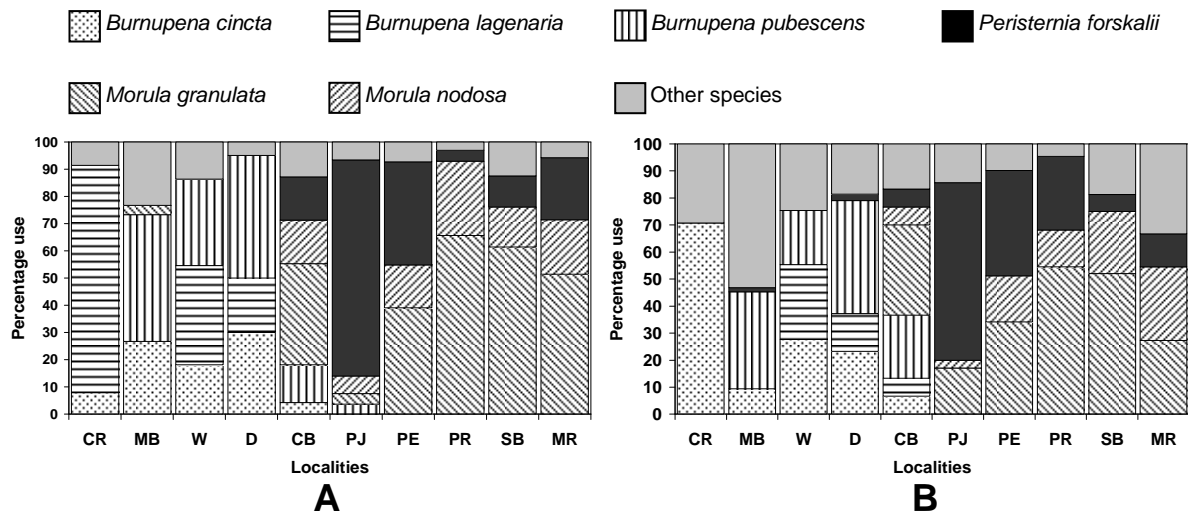 Burnupena cincta Burnupena lagenaria Burnupena pubescens Peristernia forskalii
Morula granulata Morula nodosa Other species
100
90
80
70
60
50
40
30
20
10
0
Percentage use
CR MB W D CB PJ PE PR SB MR
Localities
A
100
90
80
70
60
50
40
30
20
10
0
Percentage use
CR MB W D CB PJ PE PR SB MR
Localities
B